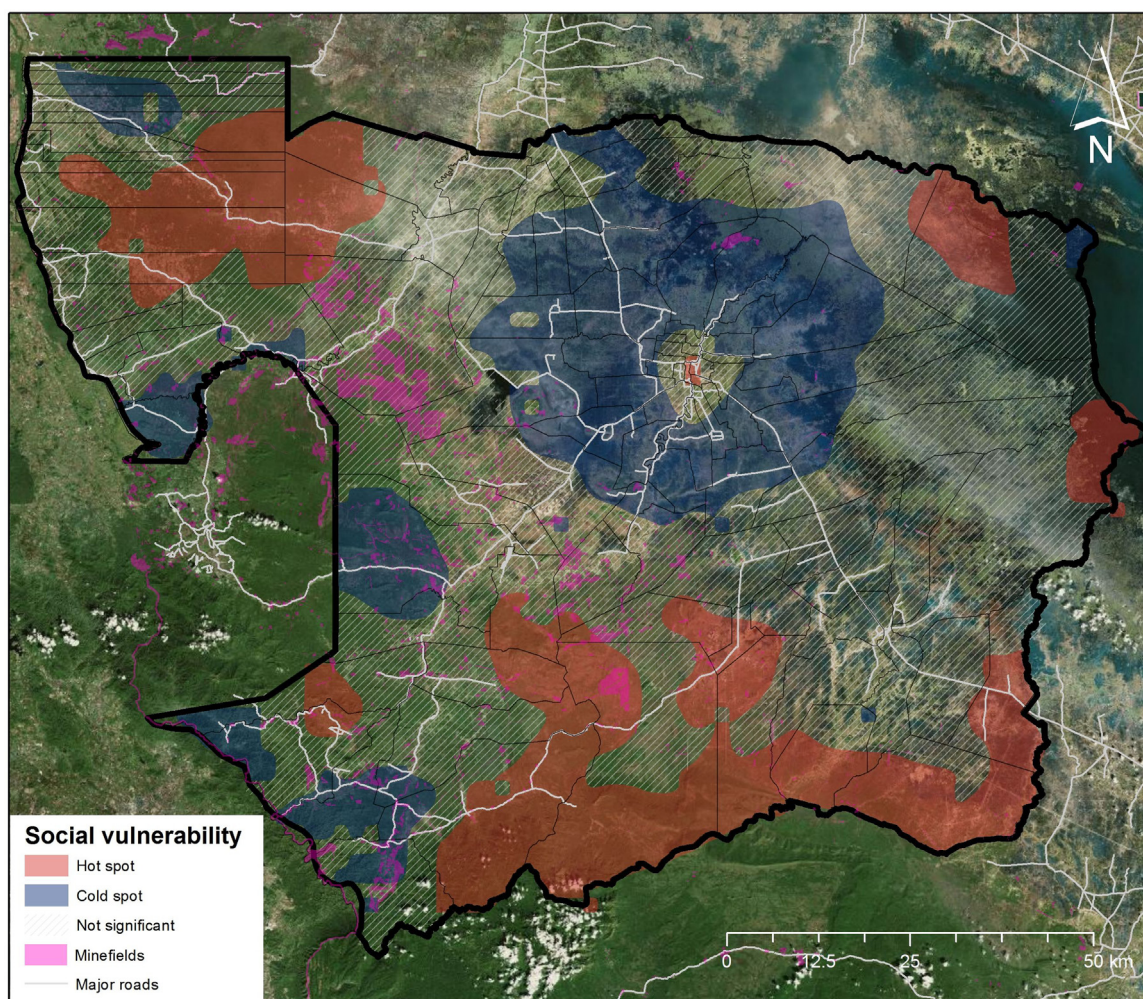 N
Social vulnerability
Hot spot
Cold spot
Not significant
Minefields
Major roads
0 12.5 25 50 km